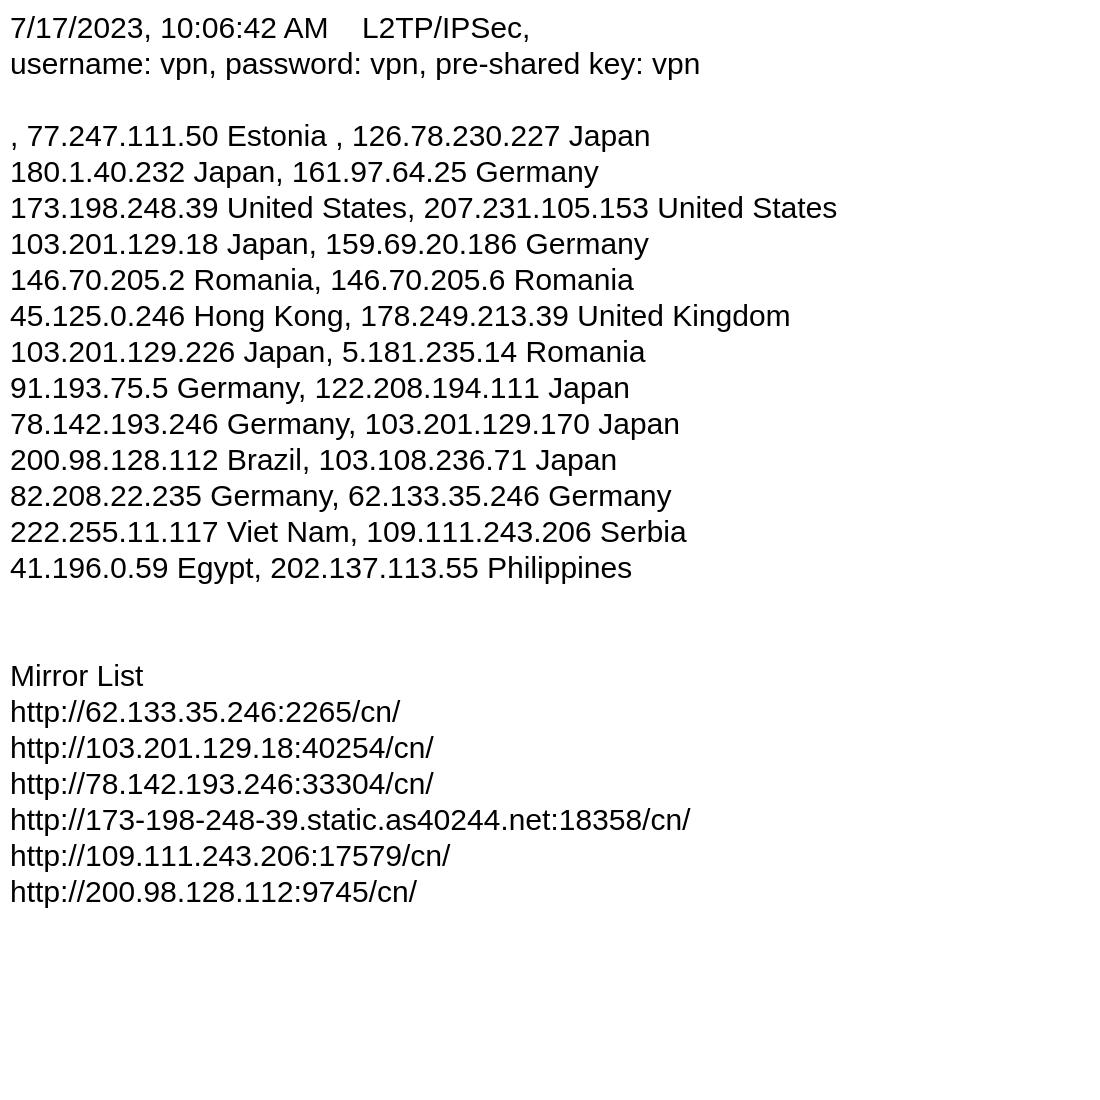 7/17/2023, 10:06:42 AM    L2TP/IPSec,
username: vpn, password: vpn, pre-shared key: vpn
, 77.247.111.50 Estonia , 126.78.230.227 Japan
180.1.40.232 Japan, 161.97.64.25 Germany
173.198.248.39 United States, 207.231.105.153 United States
103.201.129.18 Japan, 159.69.20.186 Germany
146.70.205.2 Romania, 146.70.205.6 Romania
45.125.0.246 Hong Kong, 178.249.213.39 United Kingdom
103.201.129.226 Japan, 5.181.235.14 Romania
91.193.75.5 Germany, 122.208.194.111 Japan
78.142.193.246 Germany, 103.201.129.170 Japan
200.98.128.112 Brazil, 103.108.236.71 Japan
82.208.22.235 Germany, 62.133.35.246 Germany
222.255.11.117 Viet Nam, 109.111.243.206 Serbia
41.196.0.59 Egypt, 202.137.113.55 Philippines
Mirror List
http://62.133.35.246:2265/cn/
http://103.201.129.18:40254/cn/
http://78.142.193.246:33304/cn/
http://173-198-248-39.static.as40244.net:18358/cn/
http://109.111.243.206:17579/cn/
http://200.98.128.112:9745/cn/